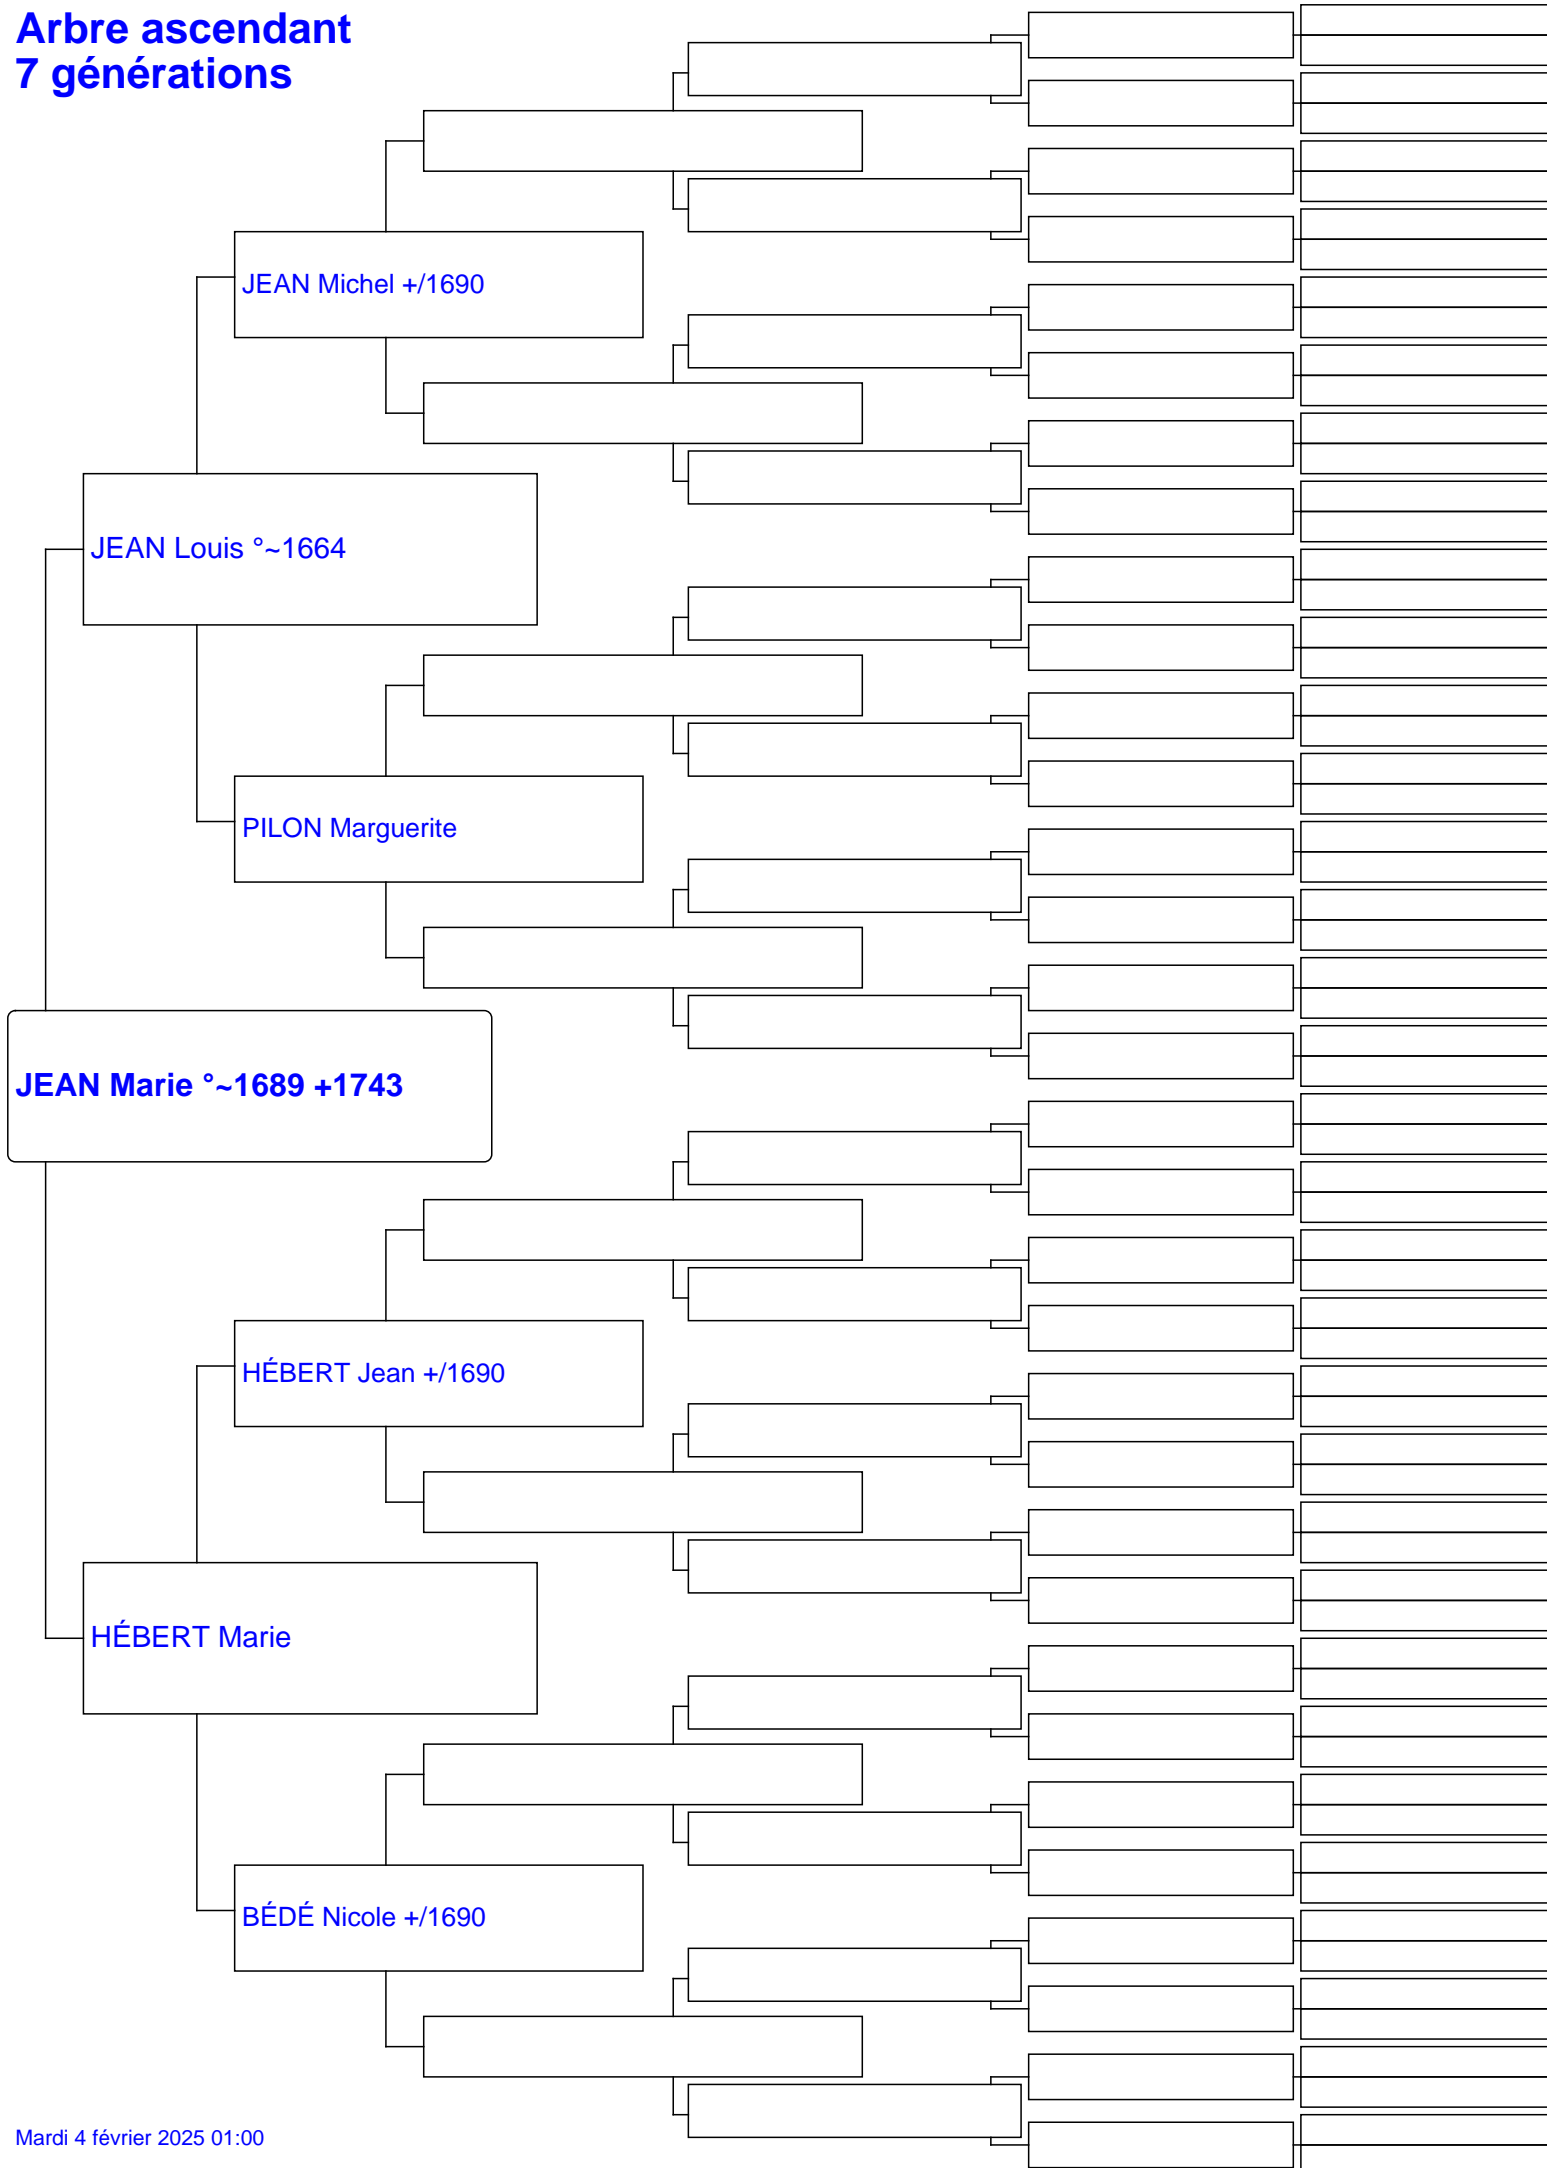 Arbre ascendant
7 générations
JEAN Michel +/1690
JEAN Louis °~1664
PILON Marguerite
JEAN Marie °~1689 +1743
HÉBERT Jean +/1690
HÉBERT Marie
BÉDÉ Nicole +/1690
Mardi 4 février 2025 01:00